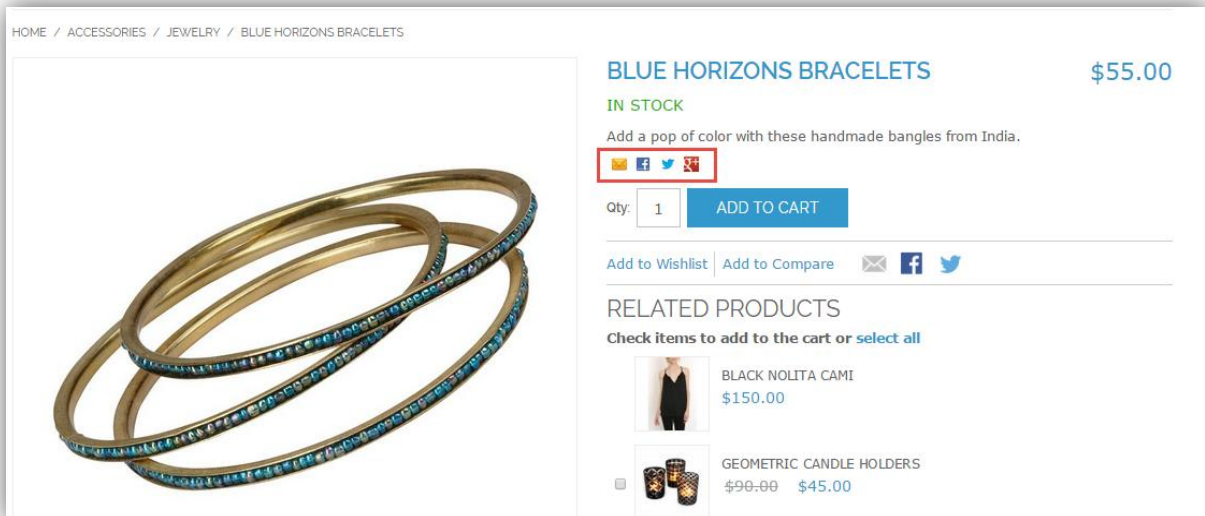 HOME / ACCESSORIES / JEWELRY / BLUE HORIZONS BRACELETS
BLUE HORIZONS BRACELETS $55.00
IN STOCK
Add a pop of color with these handmade bangles from India.
Qty: 1 ADD TO CART
Add to Wishlist | Add to Compare
RELATED PRODUCTS
Check items to add to the cart or select all
BLACK NOLITA CAMI
$150.00
GEOMETRIC CANDLE HOLDERS
$90.00 $45.00